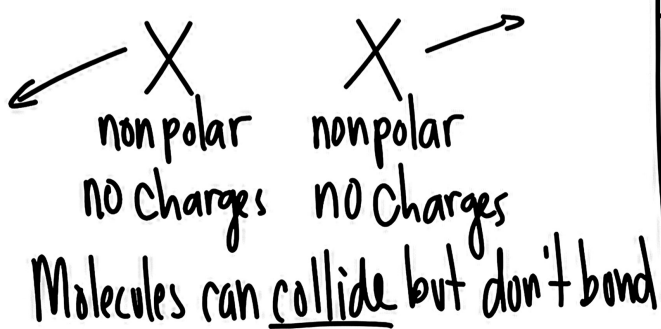 X X
nonpolar nonpolar
no charges no charges
Molecules can collide but don't bond